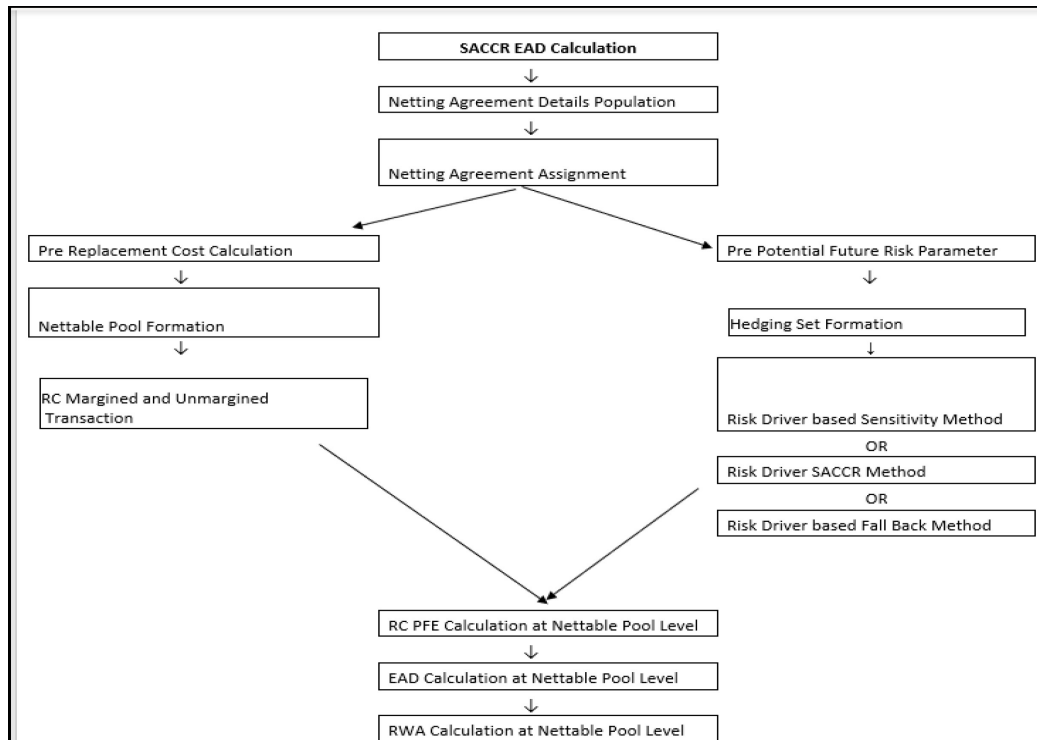 SACCR EAD Calculation
Netting Agreement Details Population
Netting Agreement Assignment
Pre Replacement Cost Calculation
Nettable Pool Formation
RC Margined and Unmargined
Transaction
Pre Potential Future Risk Parameter
Hedging Set Formation
Risk Driver based Sensitivity Method
OR
Risk Driver SACCR Method
OR
Risk Driver based Fall Back Method
RC PFE Calculation at Nettable Pool Level
EAD Calculation at Nettable Pool Level
RWA Calculation at Nettable Pool Level